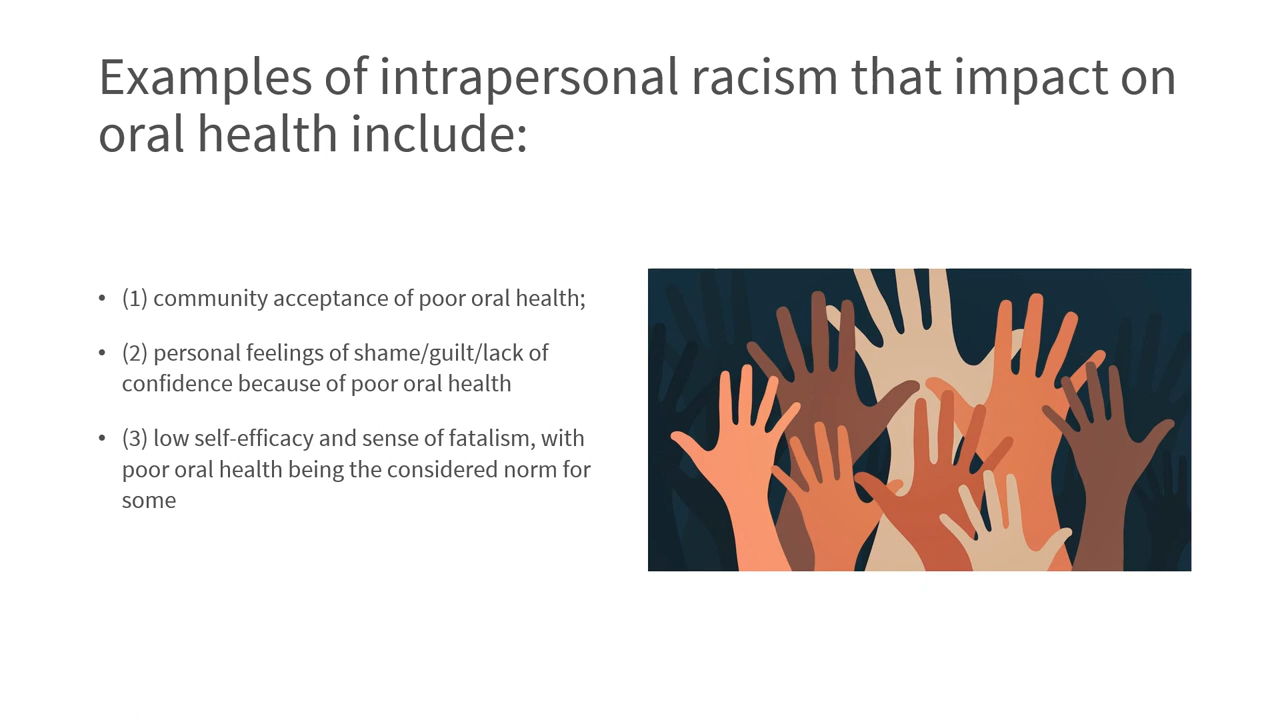 Examples of intrapersonal racism that impact on
oral health include:
• (1) community acceptance of poor oral health;
• (2) personal feelings of shame/guilt/lack of
confidence because of poor oral health
• (3) low self-efficacy and sense of fatalism, with
poor oral health being the considered norm for
some